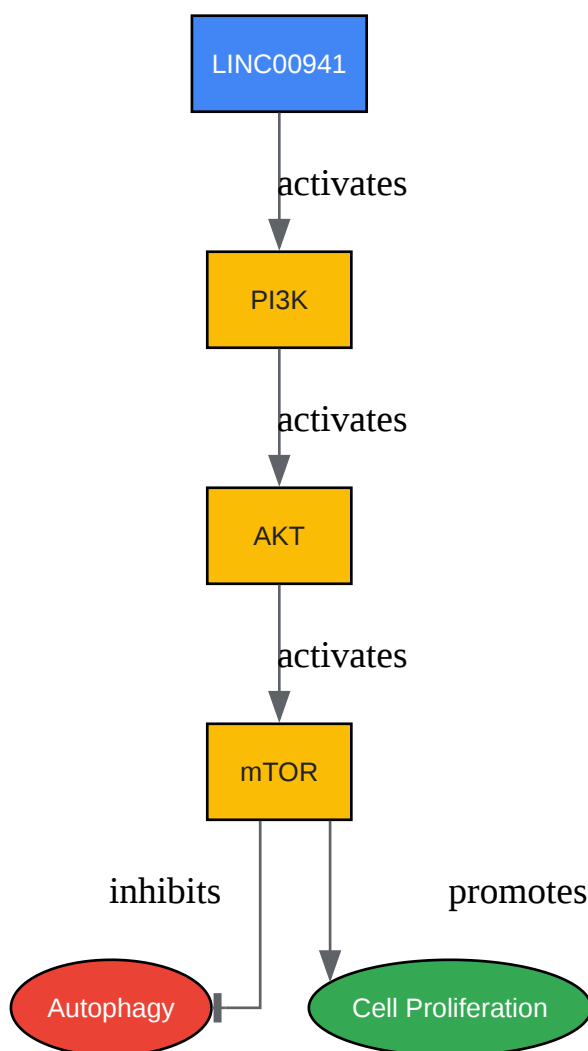 LINC00941
activates
PI3K
activates
AKT
activates
mTOR
inhibits
promotes
Autophagy
Cell Proliferation